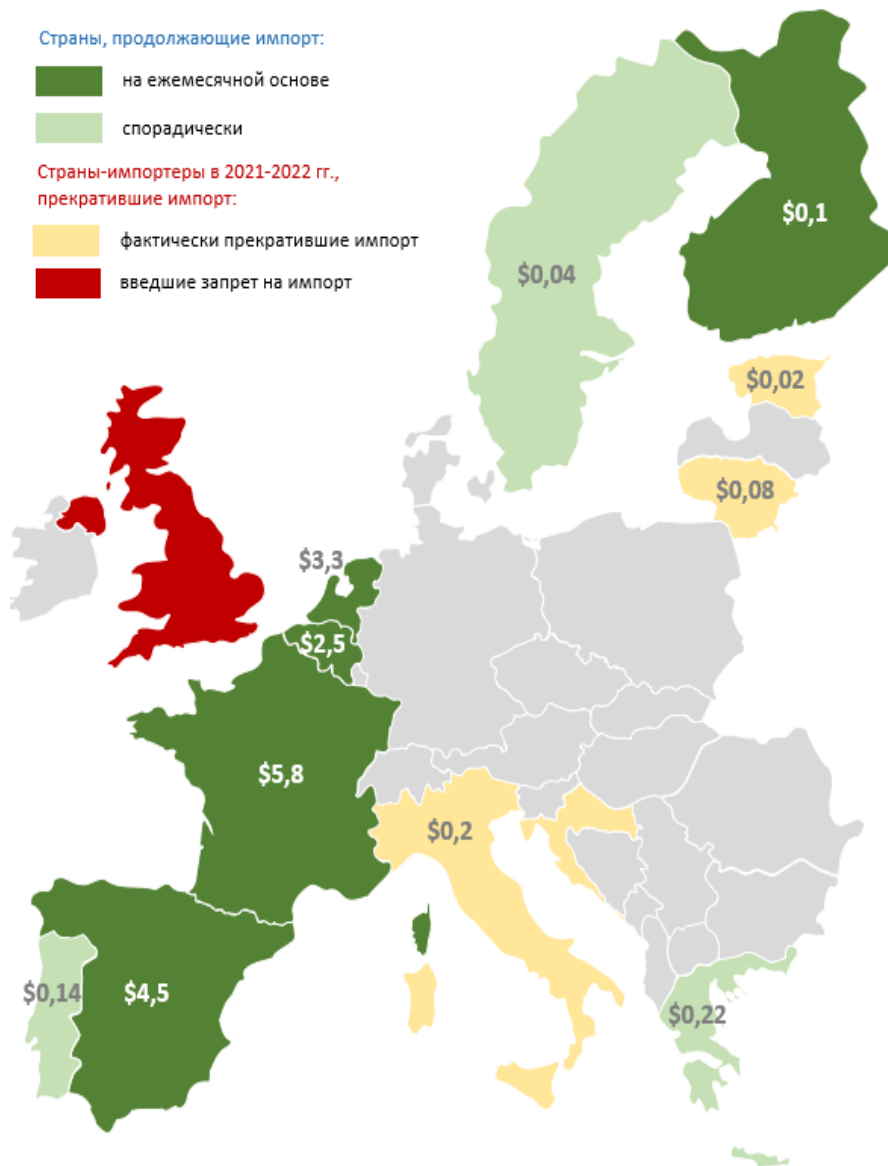 Страны, продолжающие импорт:
на ежемесячной основе
спорадически
Страны-импортеры в 2021-2022 гг.,
прекратившие импорт:
фактически прекратившие импорт
введшие запрет на импорт
$0,1
$0,04
$0,02
$0,08
$3,3
$2,5
$5,8
$0,2
$0,14
$4,5
$0,22